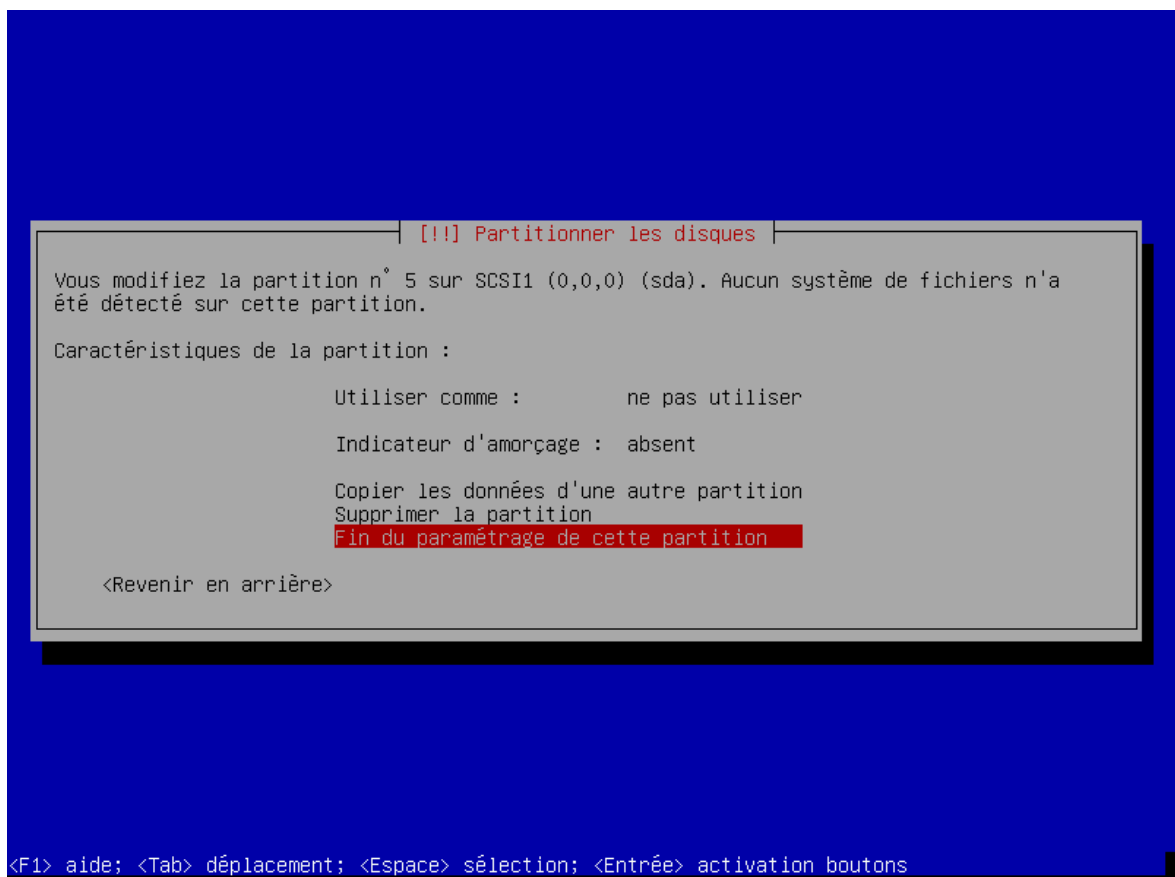 [!!] Partitionner les disques
Vous modifiez la partition n° 5 sur SCSI1 (0,0,0) (sda). Aucun système de fichiers n'a
été détecté sur cette partition.
Caractéristiques de la partition :
Utiliser comme : ne pas utiliser
Indicateur d'amorçage : absent
Copier les données d'une autre partition
Supprimer la partition
Fin du paramétrage de cette partition
<Revenir en arrière>
<F1> aide; <Tab> déplacement; <Espace> sélection; <Entrée> activation boutons